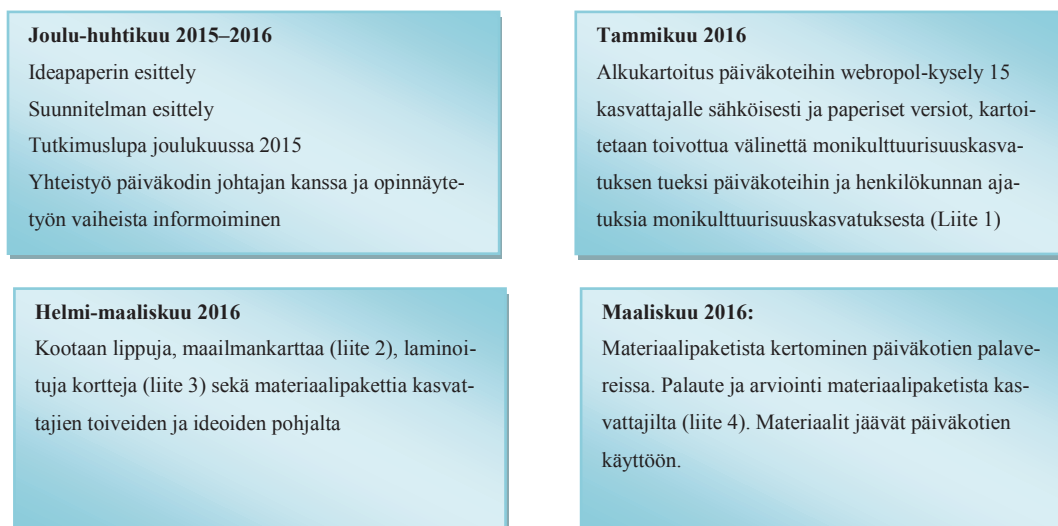 Joulu-huhtikuu 2015–2016
Ideapaperin esittely
Suunnitelman esittely
Tutkimuslupa joulukuussa 2015
Yhteistyö päiväkodin johtajan kanssa ja opinnäyte-
työn vaiheista informoiminen
Tammikuu 2016
Alkukartoitus päiväkoteihin webropol-kysely 15
kasvattajalle sähköisesti ja paperiset versiot, kartoi-
tetaan toivottua välinettä monikulttuurisuuskasva-
tuksen tueksi päiväkoteihin ja henkilökunnan aja-
tuksia monikulttuurisuuskasvatuksesta (Liite 1)
Helmi-maaliskuu 2016
Kootaan lippuja, maailmankarttaa (liite 2), laminoi-
tuja kortteja (liite 3) sekä materiaalipakettia kasvat-
tajien toiveiden ja ideoiden pohjalta
Maaliskuu 2016:
Materiaalipaketista kertominen päiväkotien palave-
reissa. Palaute ja arviointi materiaalipaketista kas-
vattajilta (liite 4). Materiaalit jäävät päiväkotien
käyttöön.